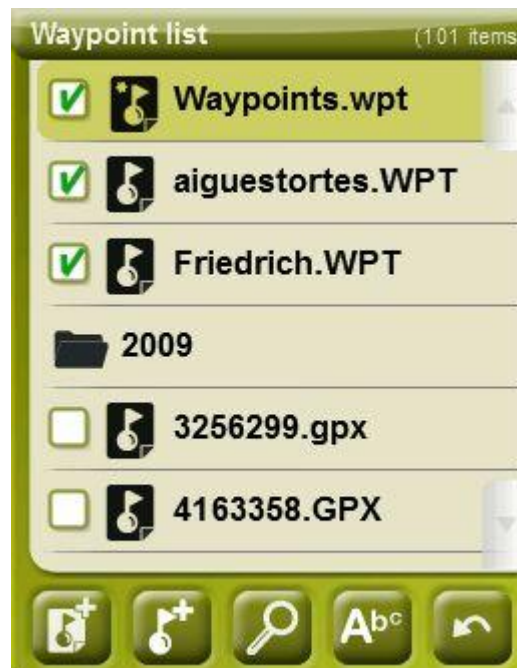 Waypoint list (101 items
Waypoints.wpt
aiguestortes.WPT
Friedrich.WPT
2009
3256299.gpx
4163358.GPX
Abc